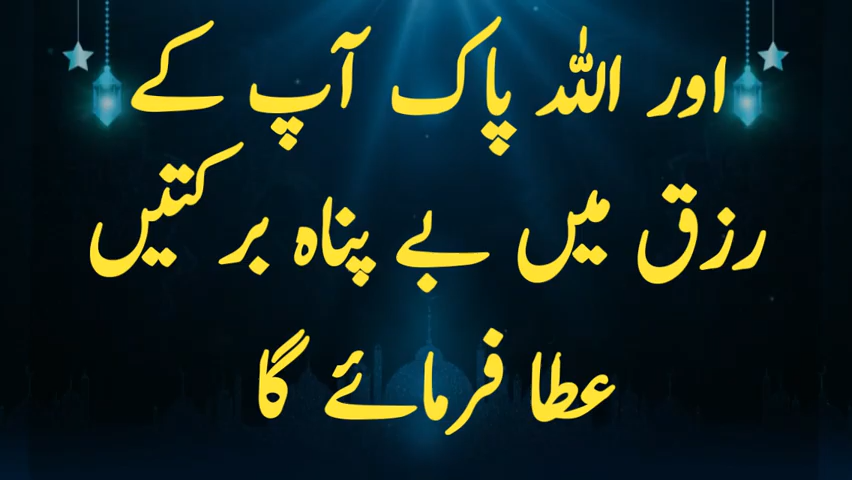 اور اللہ پاک آپ کے
رزق میں بے پناہ برکتیں
عطا فرمائے گا